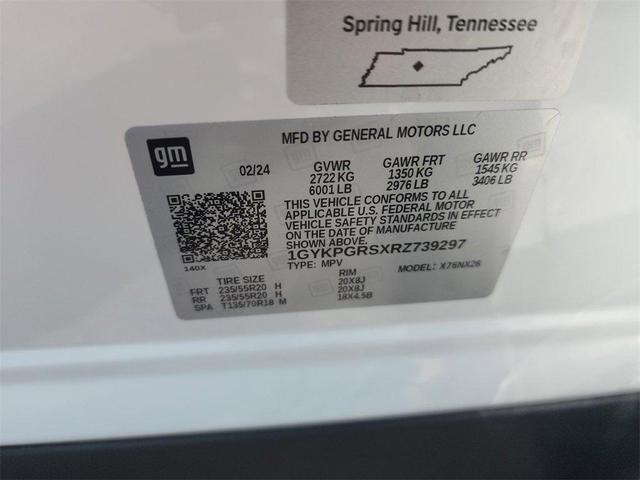 Spring Hill, Tennessee
gm
MFD BY GENERAL MOTORS LLC
02/24 GVWR GAWR FRT GAWR RR
2722 KG 1350 KG 1545 KG
6001 LB 2976 LB 3406 LB
THIS VEHICLE CONFORMS TO ALL
APPLICABLE U.S. FEDERAL MOTOR
VEHICLE SAFETY STANDARDS IN EFFECT
ON THE DATE OF MANUFACTURE
SHOWN ABOVE
1GYKPGRSXRZ739297
140X
TYPE: MPV MODEL: X76NX26
TIRE SIZE RIM
FRT 235/55R20 H 20X8J
RR 235/55R20 H 20X8J
SPA T135/70R18 M 18X4.5B